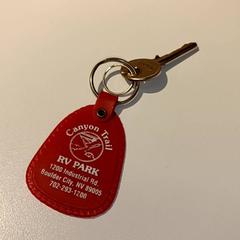 Canyon Trail
RV PARK
1200 Industrial Rd
Boulder City, NV 89005
702-293-1200